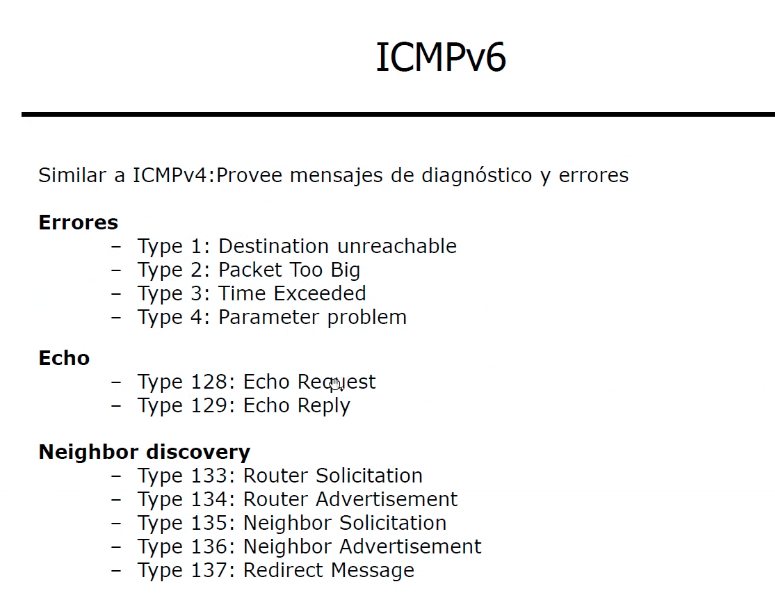 ICMPv6
Similar a ICMPv4:Provee mensajes de diagnóstico y errores
Errores
– Type 1: Destination unreachable
– Type 2: Packet Too Big
– Type 3: Time Exceeded
– Type 4: Parameter problem
Echo
– Type 128: Echo Request
– Type 129: Echo Reply
Neighbor discovery
– Type 133: Router Solicitation
– Type 134: Router Advertisement
– Type 135: Neighbor Solicitation
– Type 136: Neighbor Advertisement
– Type 137: Redirect Message